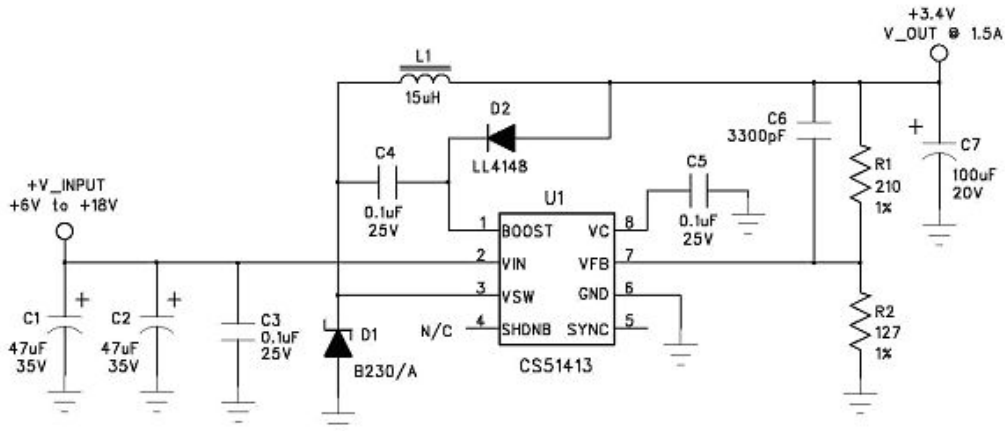 +3.4V
V_OUT @ 1.5A
L1
15uH
D2
LL4148
C6
3300pF
C4
0.1uF
25V
C5
0.1uF
25V
R1
210
1%
+
C7
100uF
20V
+V_INPUT
+6V to +18V
U1
1 BOOST VC 8
2 VIN VFB 7
3 VSW GND 6
N/C 4 SHDNB SYNC 5
CS51413
+
C1
47uF
35V
+
C2
47uF
35V
C3
0.1uF
25V
D1
B230/A
R2
127
1%